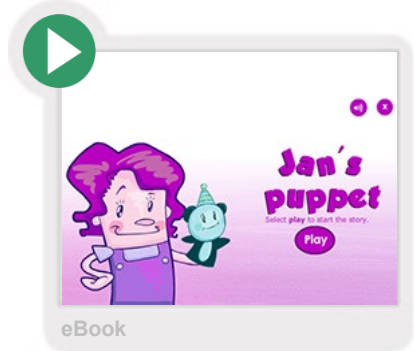 X
Jan's
puppet
Select play to start the story.
Play
eBook